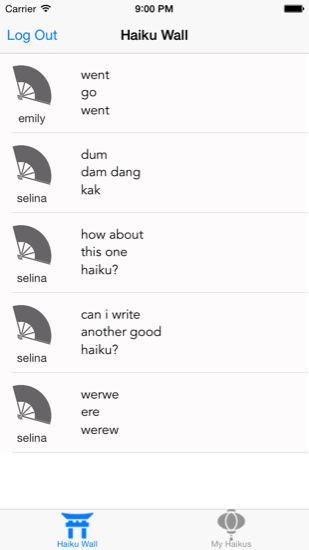 Carrier 9:00 PM
Log Out Haiku Wall
went
go
went
emily
dum
dam dang
kak
selina
how about
this one
haiku?
selina
can i write
another good
haiku?
selina
werwe
ere
werew
selina
Haiku Wall My Haikus